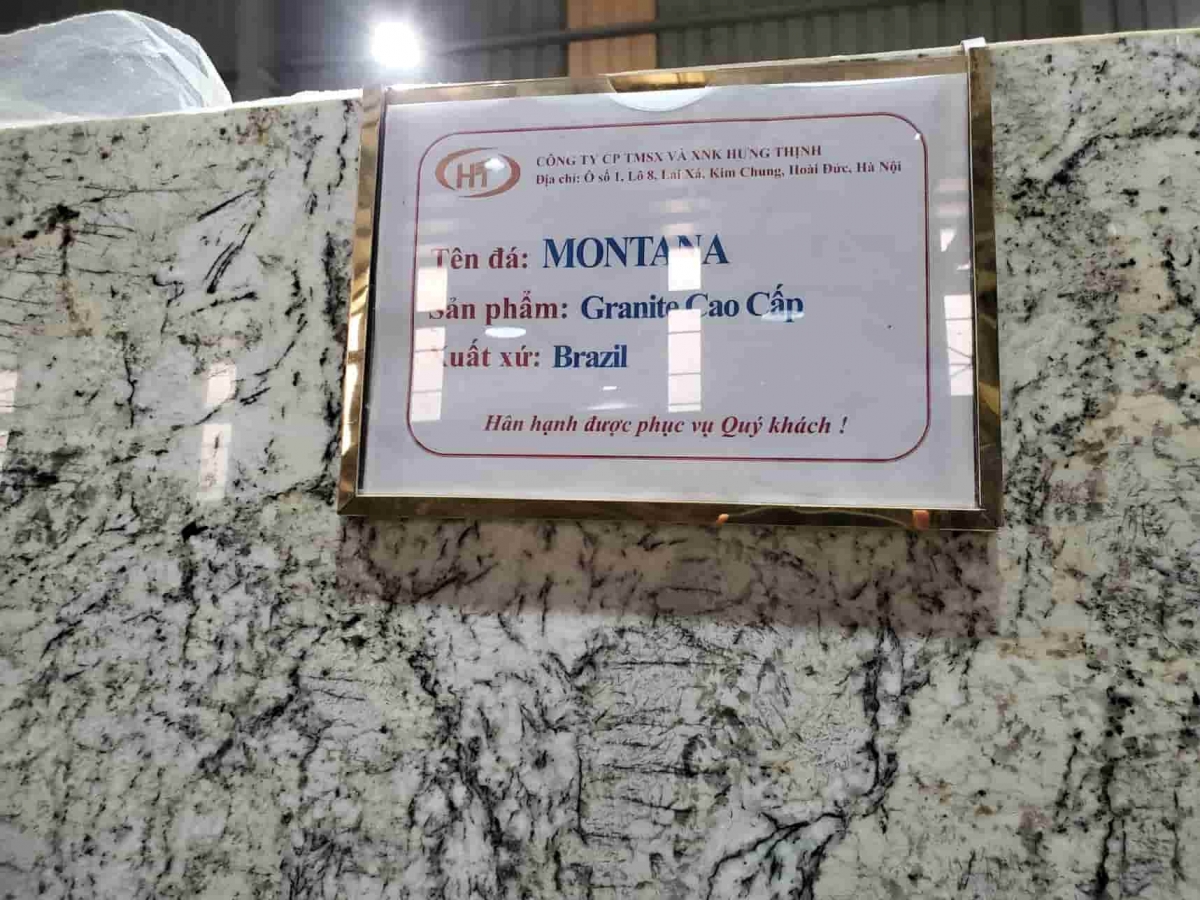 HT
CÔNG TY CP TMSX VÀ XNK HƯNG THỊNH
Địa chỉ: Ô số 1, Lô 8, Lai Xá, Kim Chung, Hoài Đức, Hà Nội
Tên đá: MONTANA
Sản phẩm: Granite Cao Cấp
Xuất xứ: Brazil
Hân hạnh được phục vụ Quý khách !